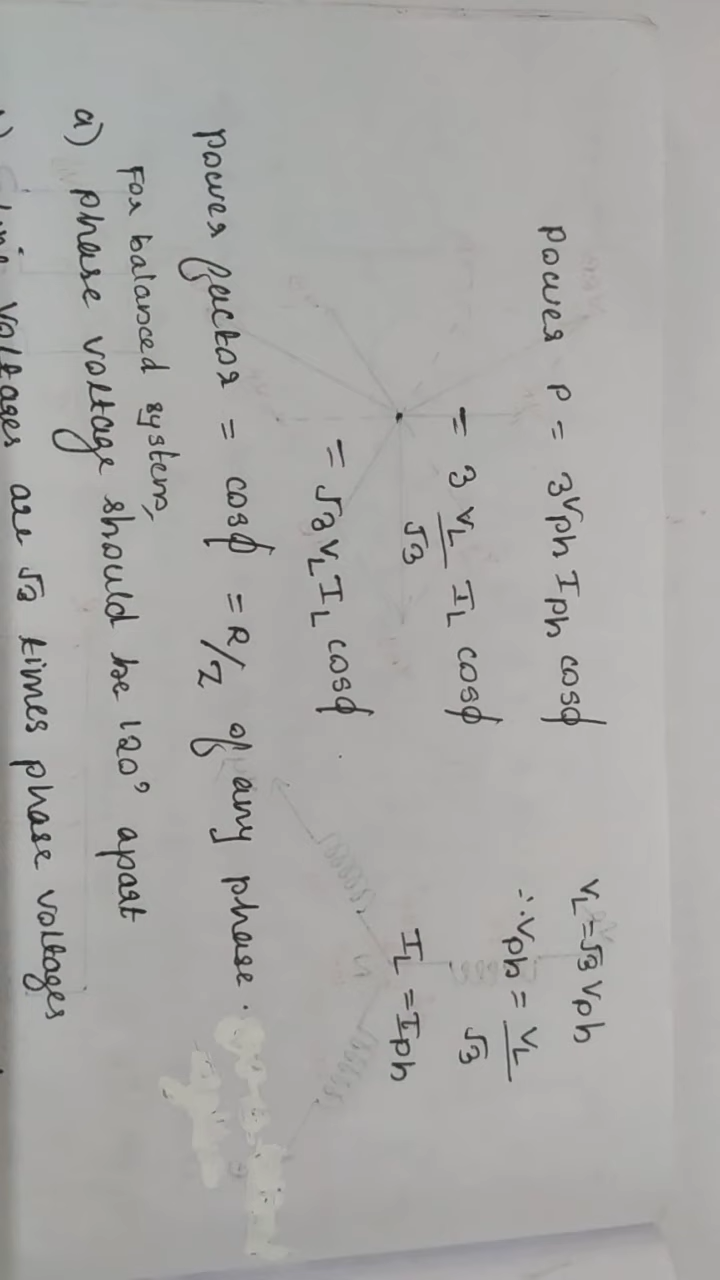 Power P = 3Vph Iph cosϕ
VL = √3 Vph
= 3 VL/√3 IL cosϕ
∴ Vph = VL/√3
IL = Iph
= √3 VL IL cosϕ.
Power factor = cosϕ = R/Z of any phase.
For balanced system,
a) phase voltage should be 120° apart
voltages are √3 times phase voltages